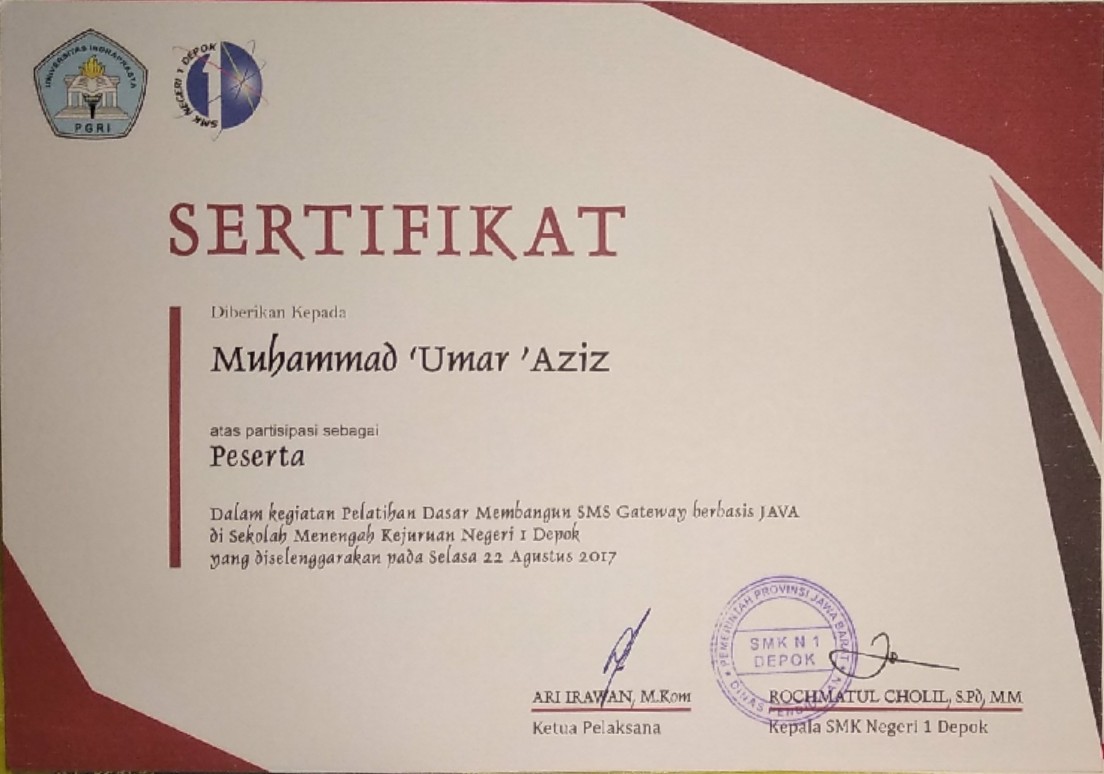 UNIVERSITAS INDRAPRASTA
PGRI
SMK NEGERI 1 DEPOK
1
SERTIFIKAT
Diberikan Kepada
Muhammad ‘Umar ’Aziz
atas partisipasi sebagai
Peserta
Dalam kegiatan Pelatihan Dasar Membangun SMS Gateway berbasis JAVA
di Sekolah Menengah Kejuruan Negeri 1 Depok
yang diselenggarakan pada Selasa 22 Agustus 2017
PEMERINTAH PROVINSI JAWA BARAT
SMK N 1
DEPOK
DINAS
ARI IRAWAN, M.Kom
Ketua Pelaksana
ROCHMATUL CHOLIL, S.Pd, MM
Kepala SMK Negeri 1 Depok